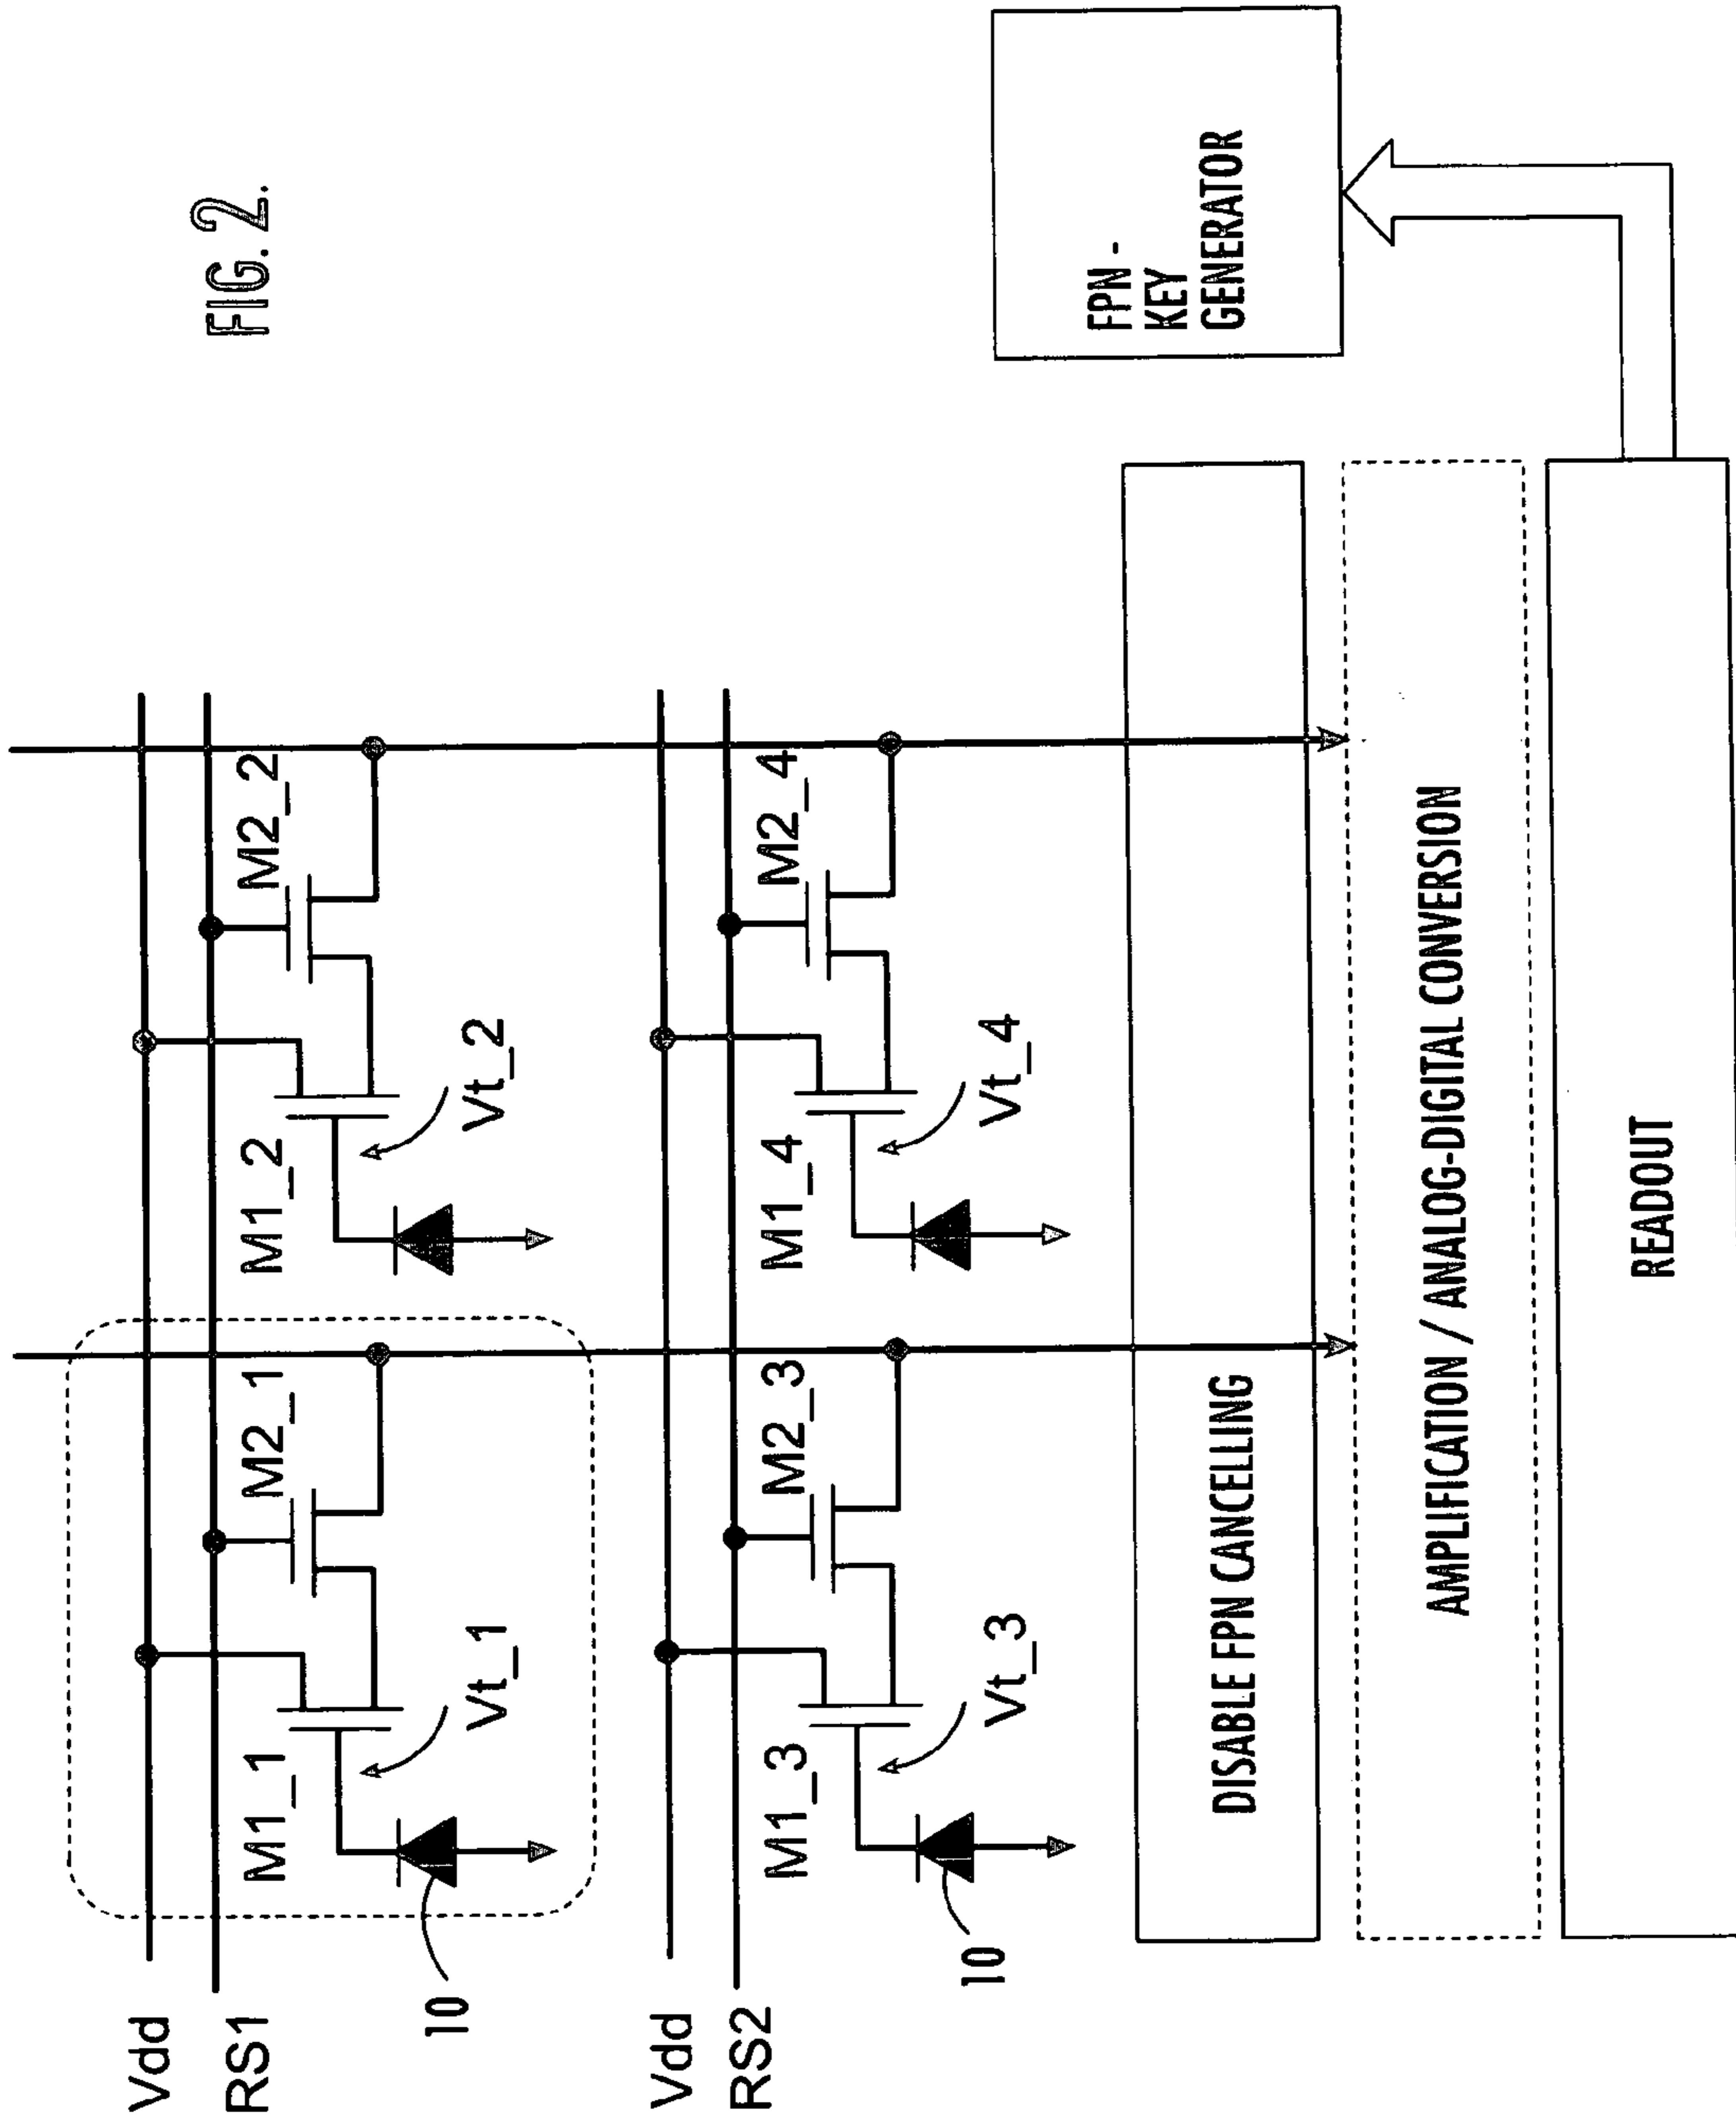 FIG. 2.
Vdd
RS1
M1_1
M2_1
M1_2
M2_2
Vt_1
Vt_2
10
Vdd
RS2
M1_3
M2_3
M1_4
M2_4
Vt_3
Vt_4
10
DISABLE FPN CANCELLING
AMPLIFICATION / ANALOG-DIGITAL CONVERSION
READOUT
FPN -
KEY
GENERATOR